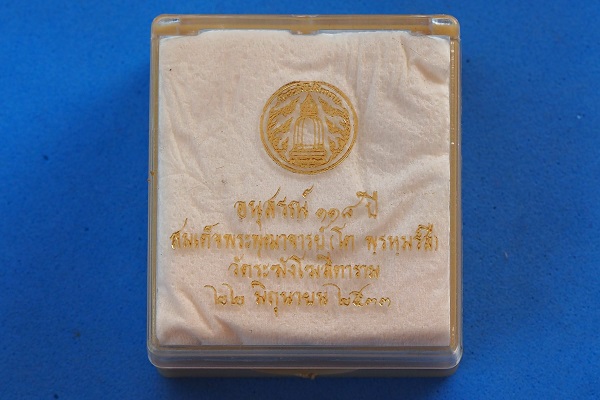 อนุสรณ์ ๑๑๘ ปี
สมเด็จพระพุฒาจารย์ (โต พฺรหฺมรํสี)
วัดระฆังโฆสิตาราม
๒๒ มิถุนายน ๒๕๓๓